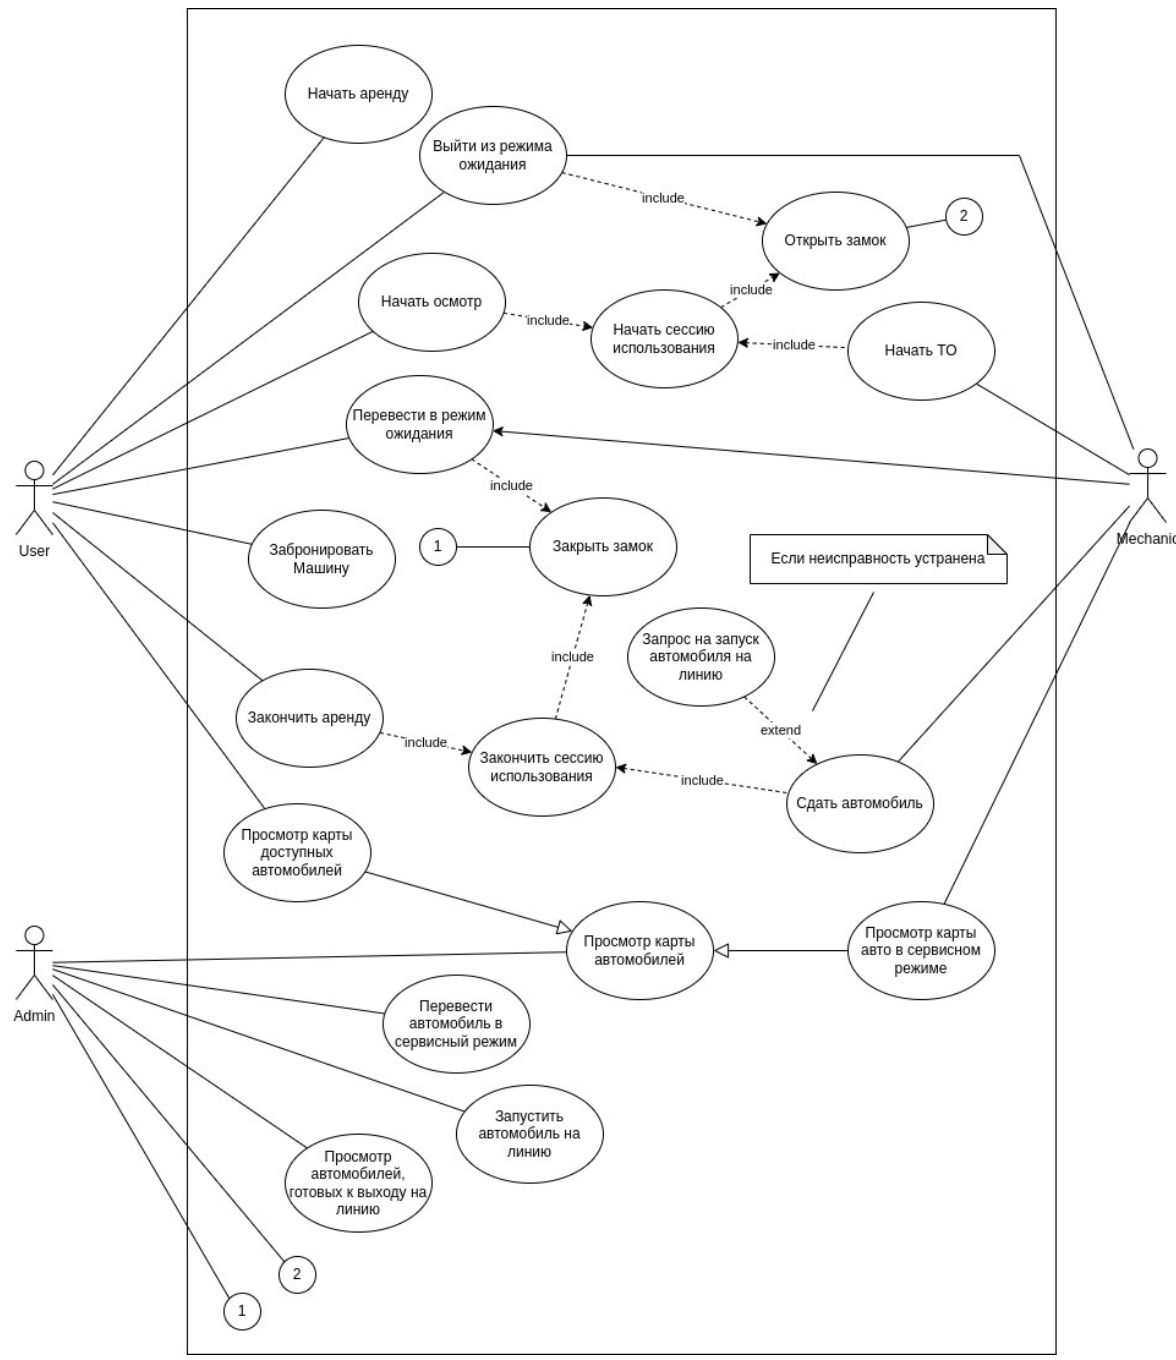 Начать аренду
Выйти из режима
ожидания
include
2
Открыть замок
Начать осмотр
include
include
Начать сессию
использования
include
Начать ТО
Перевести в режим
ожидания
include
User
Mechanic
Забронировать
Машину
1
Закрыть замок
Если неисправность устранена
include
Запрос на запуск
автомобиля на
линию
extend
Закончить аренду
include
Закончить сессию
использования
include
Сдать автомобиль
Просмотр карты
доступных
автомобилей
Просмотр карты
автомобилей
Просмотр карты
авто в сервисном
режиме
Admin
Перевести
автомобиль в
сервисный режим
Запустить
автомобиль на
линию
Просмотр
автомобилей,
готовых к выходу на
линию
2
1